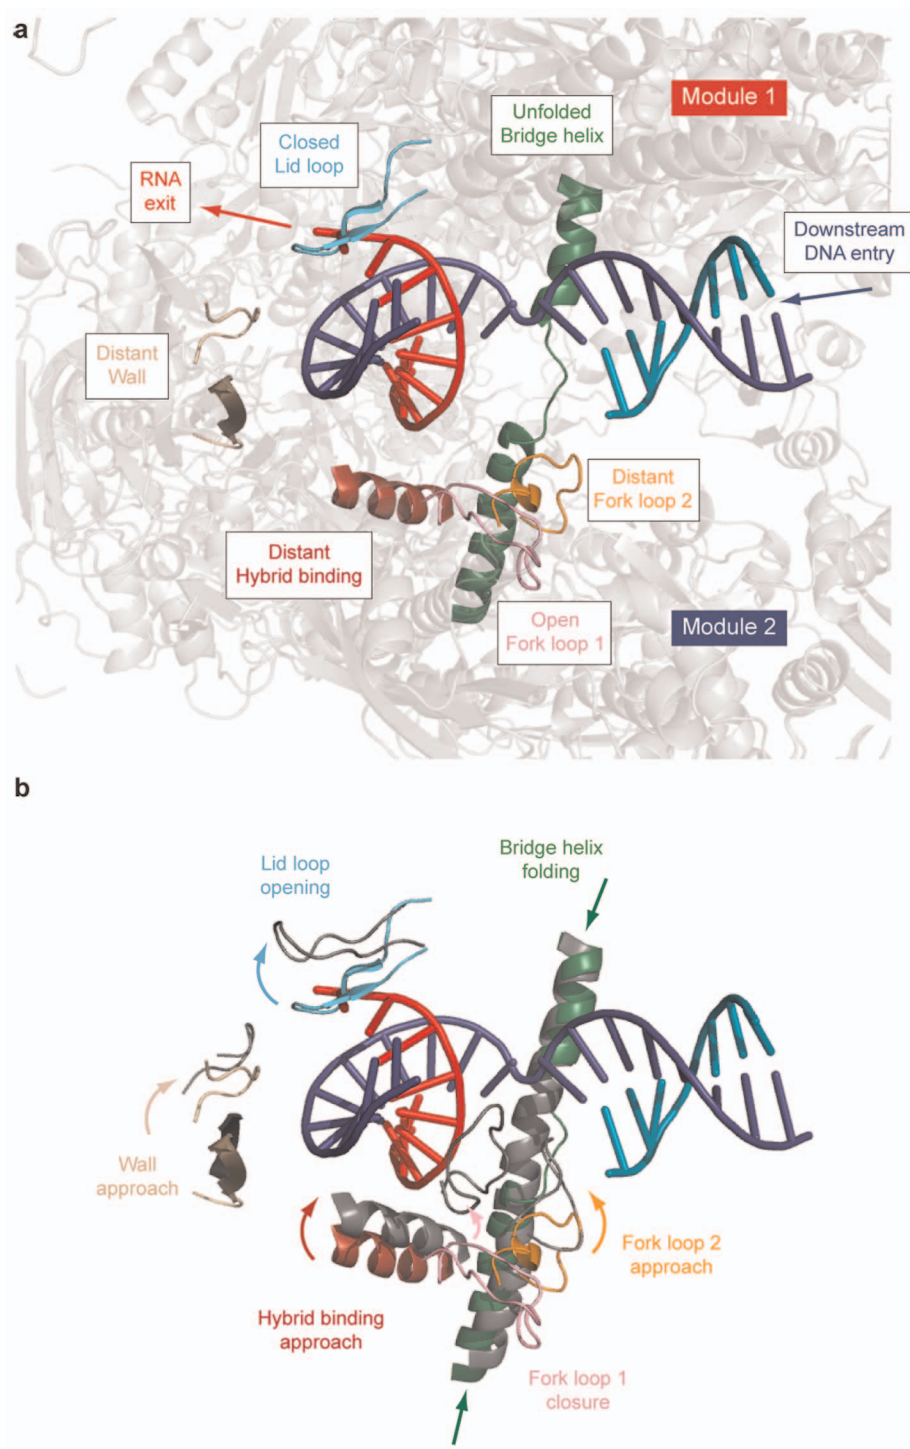 a
Module 1
Unfolded
Bridge helix
Closed
Lid loop
RNA
exit
Downstream
DNA entry
Distant
Wall
Distant
Fork loop 2
Distant
Hybrid binding
Open
Fork loop 1
Module 2
b
Bridge helix
folding
Lid loop
opening
Wall
approach
Fork loop 2
approach
Hybrid binding
approach
Fork loop 1
closure